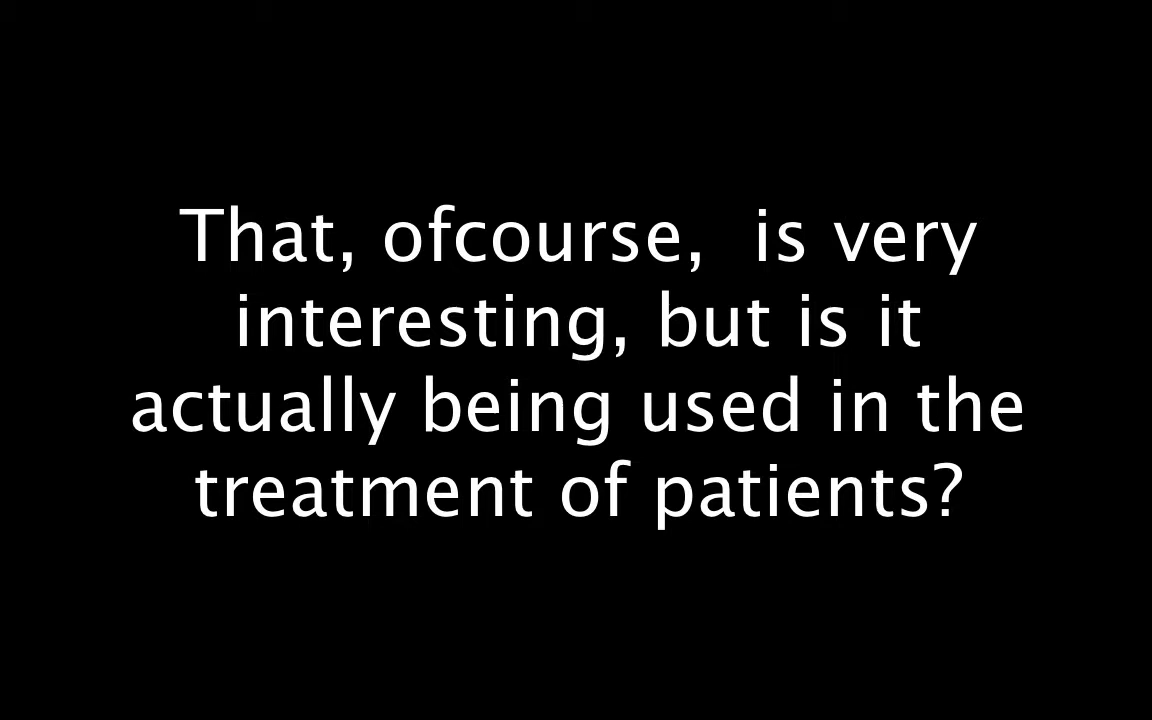 That, ofcourse,  is very
interesting, but is it
actually being used in the
treatment of patients?